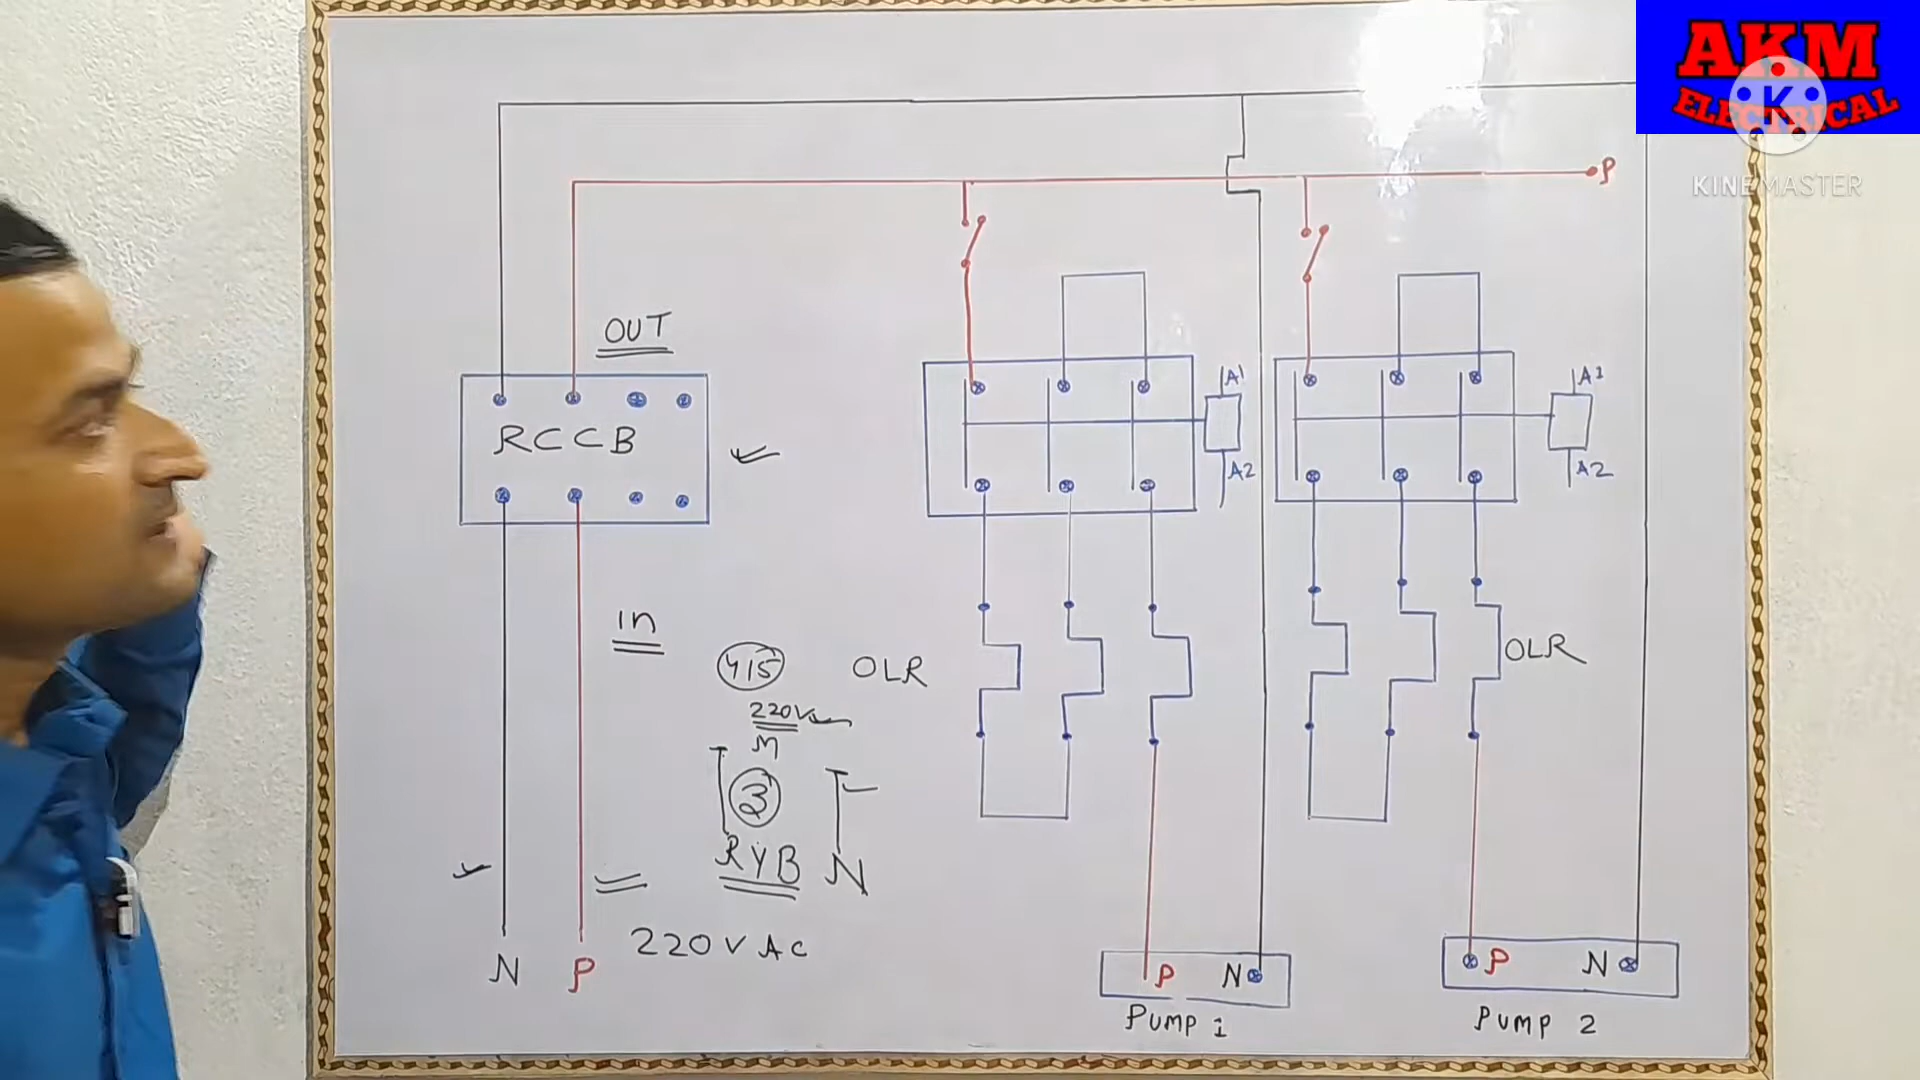 AKM
ELECTRICAL
K
KINEMASTER
P
OUT
RCCB
A1
A2
A1
A2
in
415
220V
M
3
RYB N
OLR
OLR
220V AC
N P
P N
Pump 1
P N
Pump 2